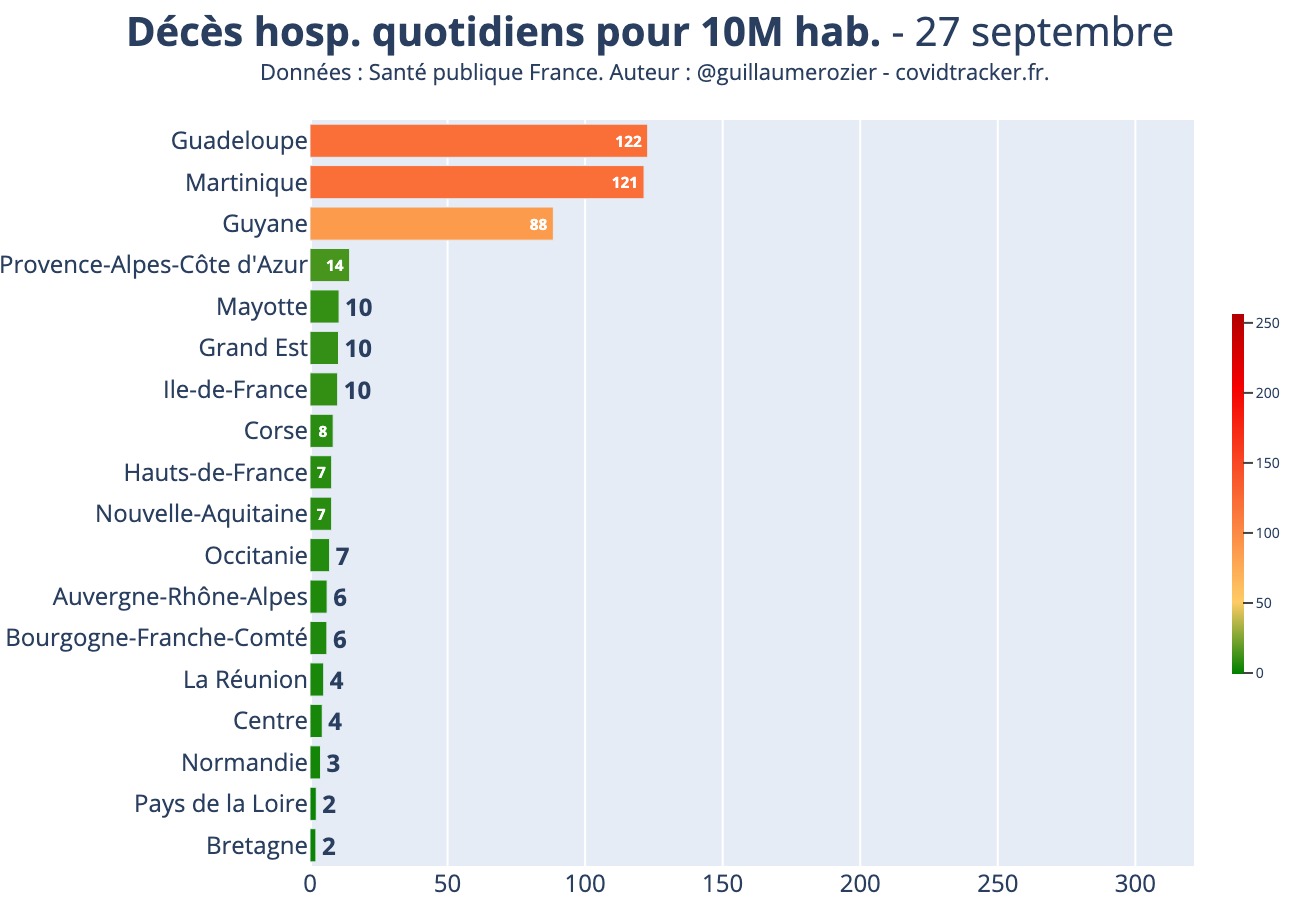 Décès hosp. quotidiens pour 10M hab. - 27 septembre
Données : Santé publique France. Auteur : @guillaumerozier - covidtracker.fr.
Guadeloupe 122
Martinique 121
Guyane 88
Provence-Alpes-Côte d'Azur 14
Mayotte 10
Grand Est 10
Ile-de-France 10
Corse 8
Hauts-de-France 7
Nouvelle-Aquitaine 7
Occitanie 7
Auvergne-Rhône-Alpes 6
Bourgogne-Franche-Comté 6
La Réunion 4
Centre 4
Normandie 3
Pays de la Loire 2
Bretagne 2
0 50 100 150 200 250 300
250
200
150
100
50
0